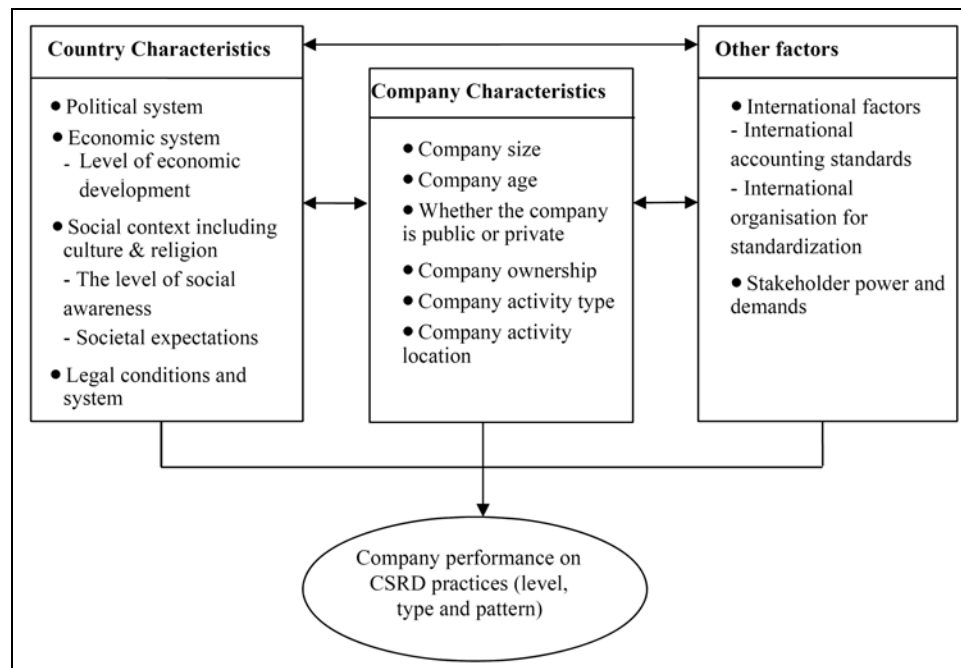 Country Characteristics
● Political system
● Economic system
- Level of economic
development
● Social context including
culture & religion
- The level of social
awareness
- Societal expectations
● Legal conditions and
system
Company Characteristics
● Company size
● Company age
● Whether the company
is public or private
● Company ownership
● Company activity type
● Company activity
location
Other factors
● International factors
- International
accounting standards
- International
organisation for
standardization
● Stakeholder power and
demands
Company performance on
CSRD practices (level,
type and pattern)